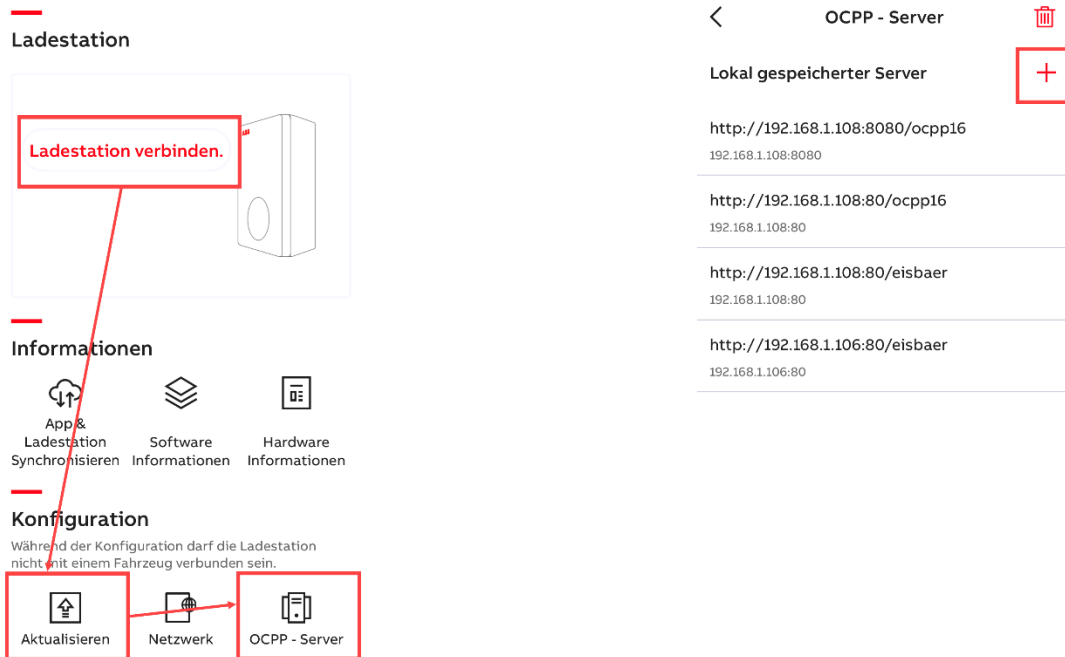 Ladestation
Ladestation verbinden.
Informationen
App &
Ladestation
Synchronisieren
Software
Informationen
Hardware
Informationen
Konfiguration
Während der Konfiguration darf die Ladestation
nicht mit einem Fahrzeug verbunden sein.
Aktualisieren
Netzwerk
OCPP - Server
OCPP - Server
Lokal gespeicherter Server
http://192.168.1.108:8080/ocpp16
192.168.1.108:8080
http://192.168.1.108:80/ocpp16
192.168.1.108:80
http://192.168.1.108:80/eisbaer
192.168.1.108:80
http://192.168.1.106:80/eisbaer
192.168.1.106:80